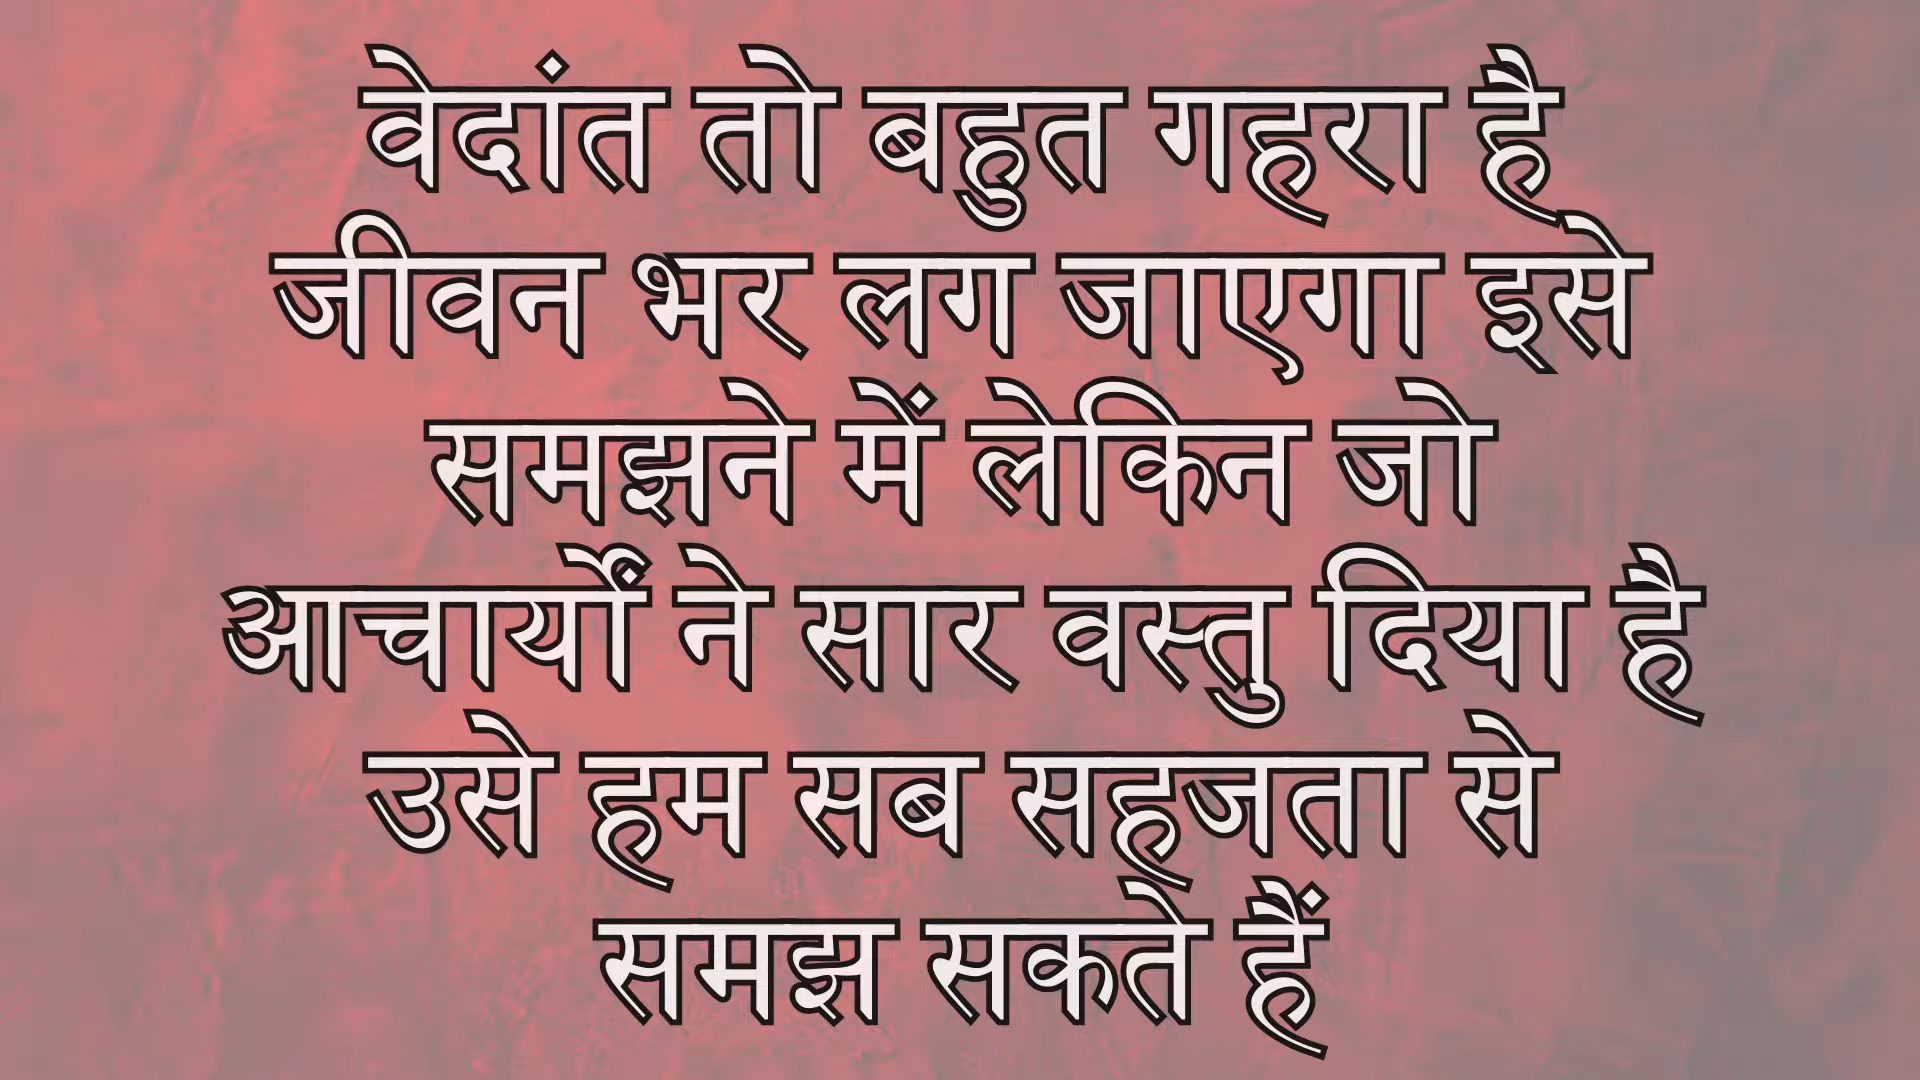 वेदांत तो बहुत गहरा है
जीवन भर लग जाएगा इसे
समझने में लेकिन जो
आचार्यों ने सार वस्तु दिया है
उसे हम सब सहजता से
समझ सकते हैं